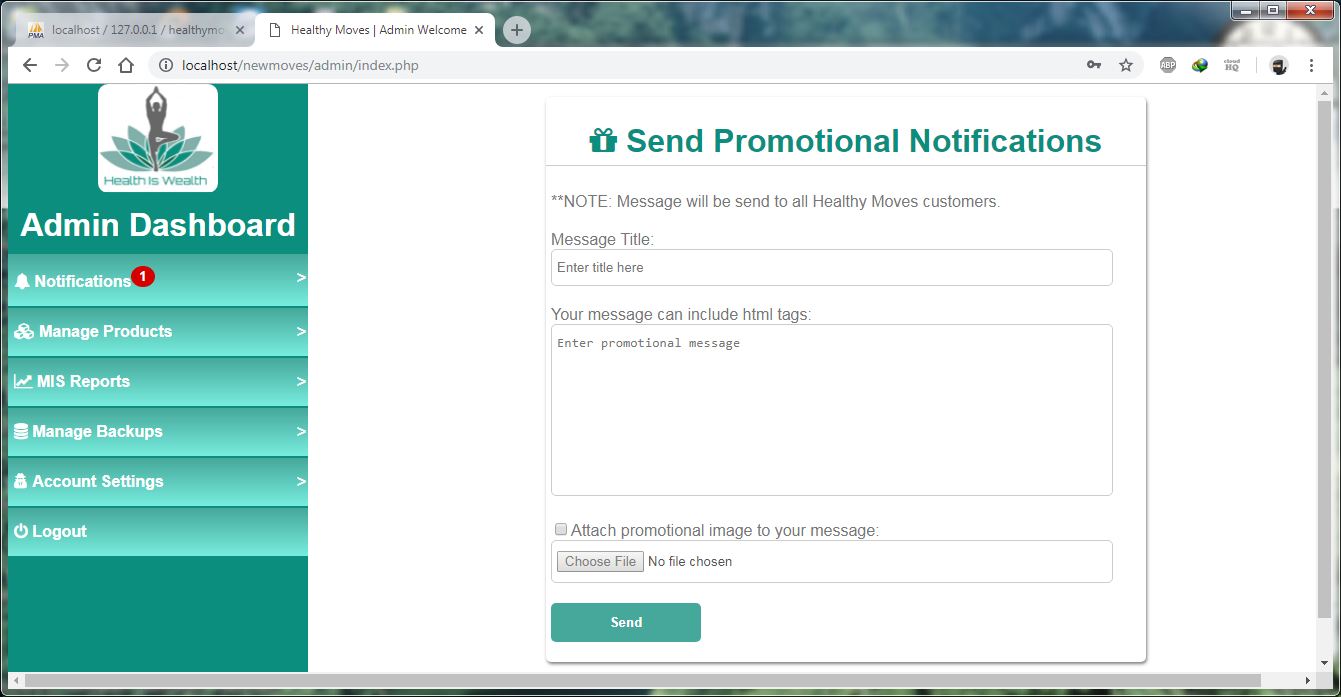 localhost / 127.0.0.1 / healthymo
Healthy Moves | Admin Welcome
localhost/newmoves/admin/index.php
ABP
cloud
HQ
PMA
Health Is Wealth
Admin Dashboard
Notifications 1 >
Manage Products >
MIS Reports >
Manage Backups >
Account Settings >
Logout
Send Promotional Notifications
**NOTE: Message will be send to all Healthy Moves customers.
Message Title:
Enter title here
Your message can include html tags:
Enter promotional message
Attach promotional image to your message:
Choose File No file chosen
Send